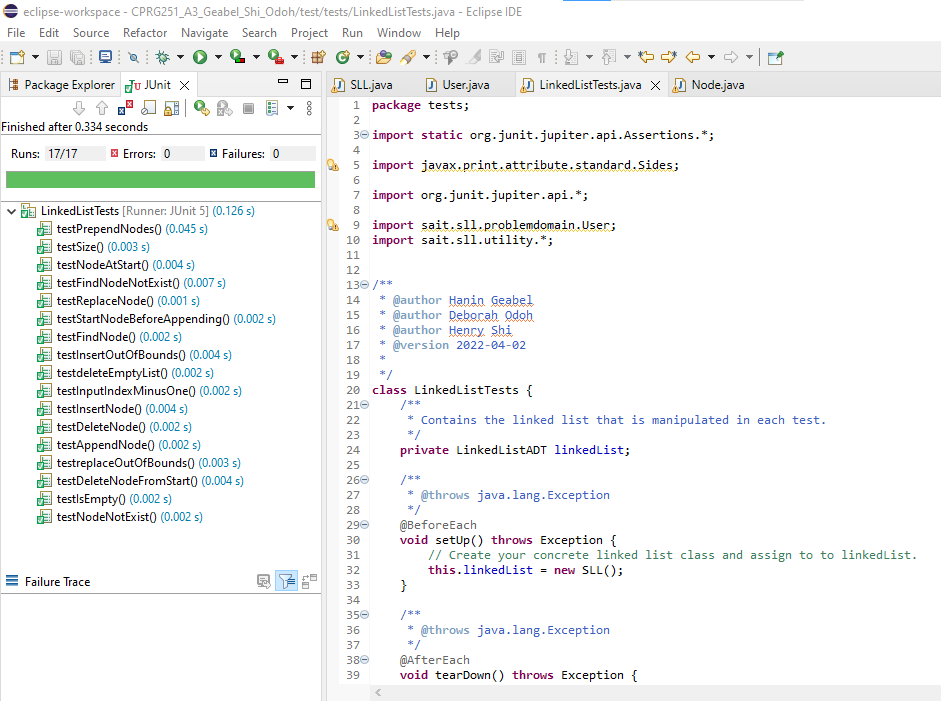 eclipse-workspace - CPRG251_A3_Geabel_Shi_Odoh/test/tests/LinkedListTests.java - Eclipse IDE
File Edit Source Refactor Navigate Search Project Run Window Help
Package Explorer JUnit
Finished after 0.334 seconds
Runs: 17/17 Errors: 0 Failures: 0
LinkedListTests [Runner: JUnit 5] (0.126 s)
testPrependNodes() (0.045 s)
testSize() (0.003 s)
testNodeAtStart() (0.004 s)
testFindNodeNotExist() (0.007 s)
testReplaceNode() (0.001 s)
testStartNodeBeforeAppending() (0.002 s)
testFindNode() (0.002 s)
testInsertOutOfBounds() (0.004 s)
testdeleteEmptyList() (0.002 s)
testInputIndexMinusOne() (0.002 s)
testInsertNode() (0.004 s)
testDeleteNode() (0.002 s)
testAppendNode() (0.002 s)
testreplaceOutOfBounds() (0.003 s)
testDeleteNodeFromStart() (0.004 s)
testIsEmpty() (0.002 s)
testNodeNotExist() (0.002 s)
Failure Trace
SLL.java User.java LinkedListTests.java Node.java
1 package tests;
2
3 import static org.junit.jupiter.api.Assertions.*;
4
5 import javax.print.attribute.standard.Sides;
6
7 import org.junit.jupiter.api.*;
8
9 import sait.sll.problemdomain.User;
10 import sait.sll.utility.*;
11
12
13 /**
14 * @author Hanin Geabel
15 * @author Deborah Odoh
16 * @author Henry Shi
17 * @version 2022-04-02
18 *
19 */
20 class LinkedListTests {
21 /**
22 * Contains the linked list that is manipulated in each test.
23 */
24 private LinkedListADT linkedList;
25
26 /**
27 * @throws java.lang.Exception
28 */
29 @BeforeEach
30 void setUp() throws Exception {
31 // Create your concrete linked list class and assign to to linkedList.
32 this.linkedList = new SLL();
33 }
34
35 /**
36 * @throws java.lang.Exception
37 */
38 @AfterEach
39 void tearDown() throws Exception {